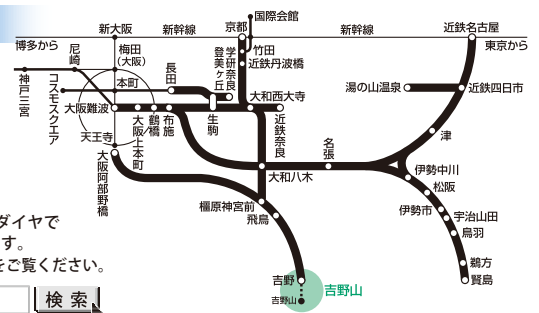 国際会館
新大阪
新幹線
京都
新幹線
近鉄名古屋
博多から
東京から
尼崎
梅田
(大阪)
竹田
近鉄丹波橋
学研奈良
登美ヶ丘
長田
神戸三宮
コスモスクエア
本町
湯の山温泉
近鉄四日市
大和西大寺
大阪難波
大阪上本町
鶴橋
布施
生駒
近鉄奈良
天王寺
津
名張
大阪阿部野橋
大和八木
伊勢中川
松阪
橿原神宮前
飛鳥
伊勢市
宇治山田
鳥羽
ダイヤで
す。
をご覧ください。
鵜方
賢島
吉野
吉野山
吉野山
検索